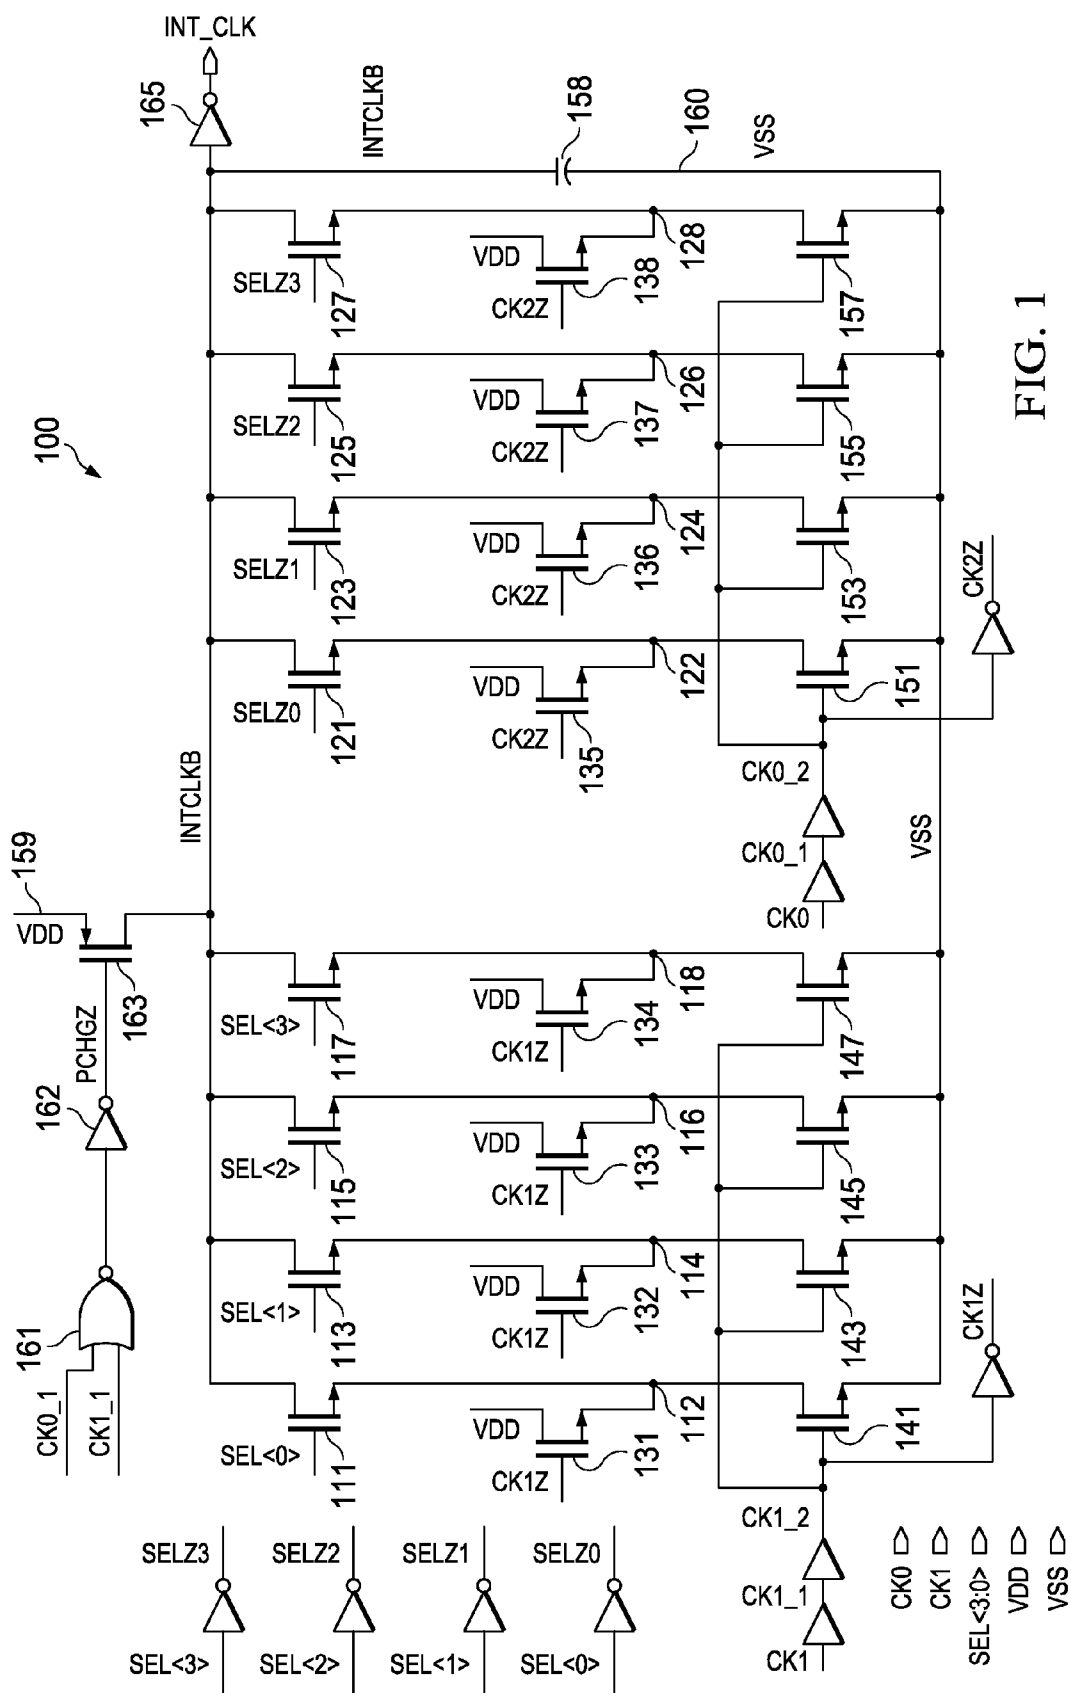 SEL<3>
SELZ3
SEL<2>
SELZ2
SEL<1>
SELZ1
SEL<0>
SELZ0
CK0_1
CK1_1
161
162
PCHGZ
VDD
159
163
INTCLKB
100
165
INT_CLK
SEL<0>
111
SEL<1>
113
SEL<2>
115
SEL<3>
117
SELZ0
121
SELZ1
123
SELZ2
125
SELZ3
127
INTCLKB
VDD
CK1Z
131
112
VDD
CK1Z
132
114
VDD
CK1Z
133
116
VDD
CK1Z
134
118
VDD
CK2Z
135
122
VDD
CK2Z
136
124
VDD
CK2Z
137
126
VDD
CK2Z
138
128
158
160
VSS
CK1
CK1_1
CK1_2
141
143
145
147
CK0
CK0_1
CK0_2
151
153
155
157
VSS
CK1Z
CK2Z
CK0
CK1
SEL<3:0>
VDD
VSS
FIG. 1